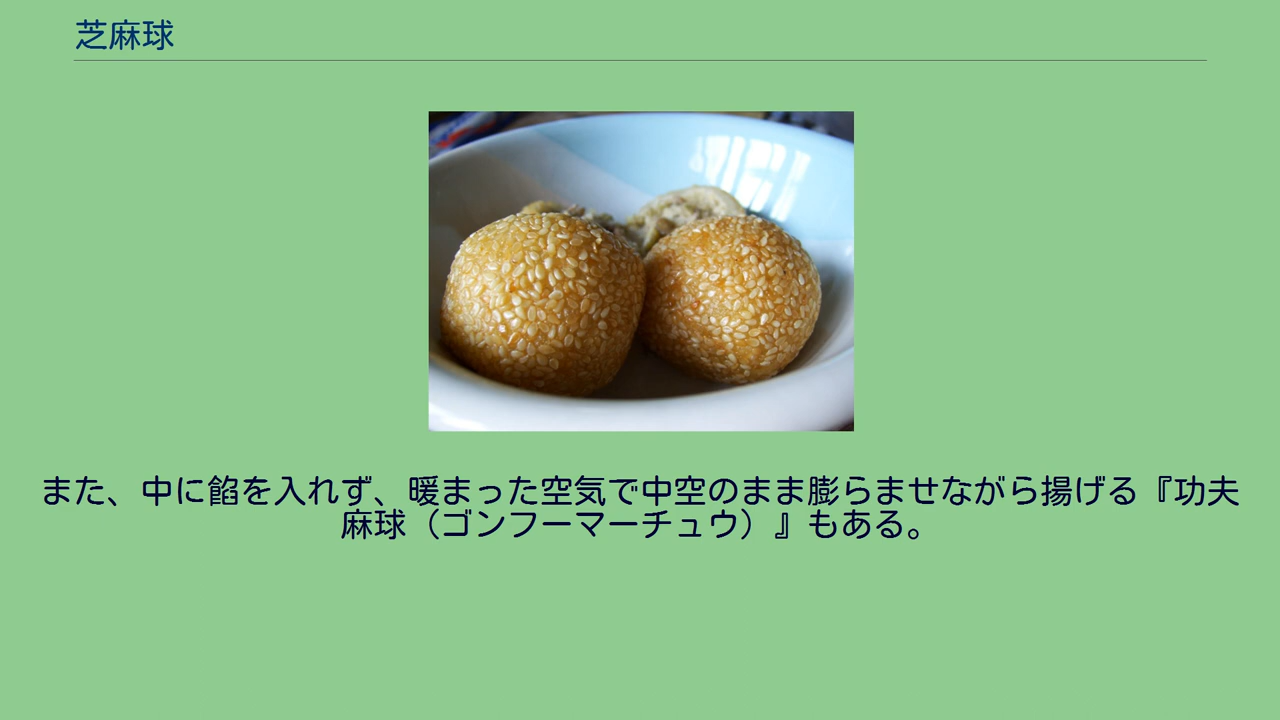 芝麻球
また、中に餡を入れず、暖まった空気で中空のまま膨らませながら揚げる『功夫
麻球（ゴンフーマーチュウ）』もある。